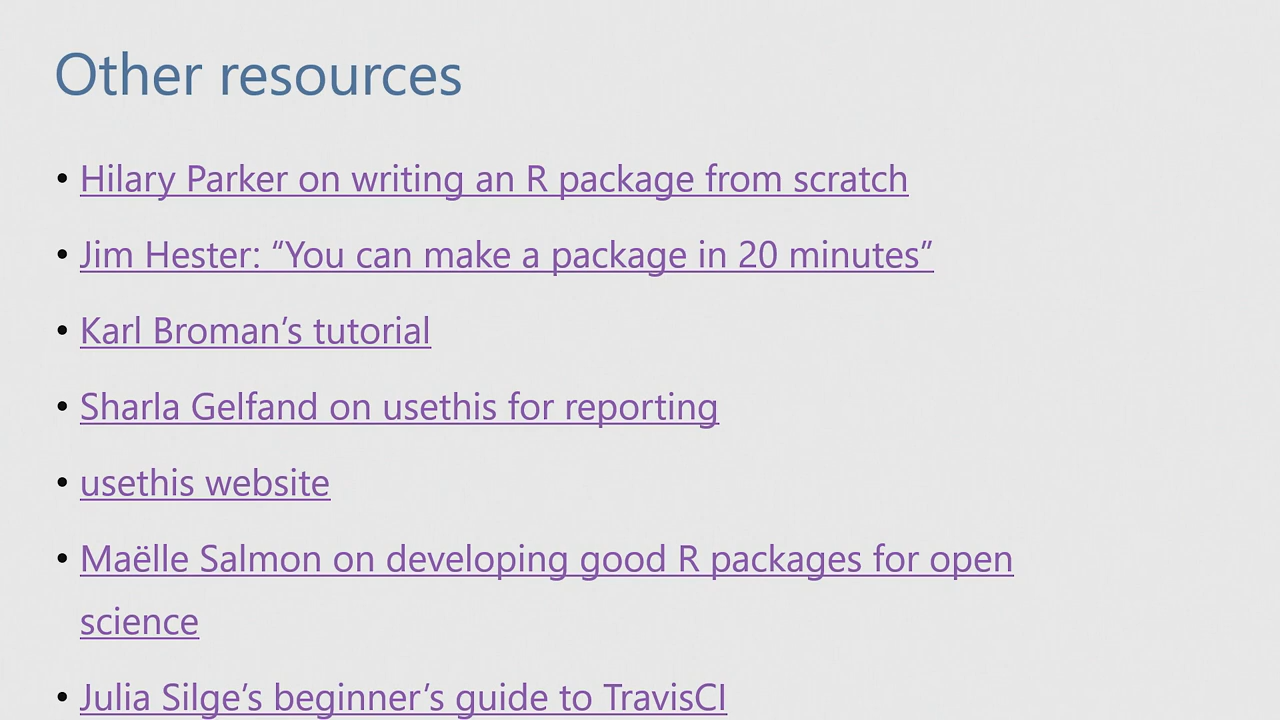 Other resources
• Hilary Parker on writing an R package from scratch
• Jim Hester: “You can make a package in 20 minutes”
• Karl Broman’s tutorial
• Sharla Gelfand on usethis for reporting
• usethis website
• Maëlle Salmon on developing good R packages for open
science
• Julia Silge’s beginner’s guide to TravisCI